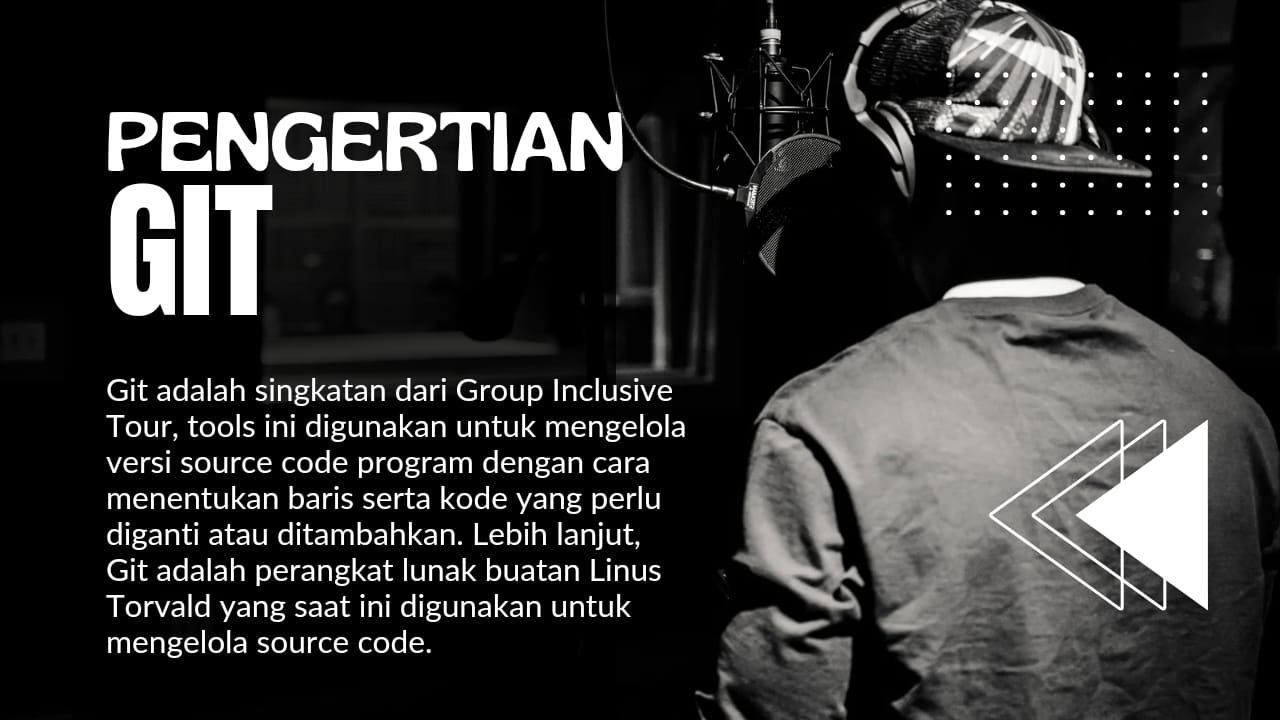 PENGERTIAN
GIT
Git adalah singkatan dari Group Inclusive
Tour, tools ini digunakan untuk mengelola
versi source code program dengan cara
menentukan baris serta kode yang perlu
diganti atau ditambahkan. Lebih lanjut,
Git adalah perangkat lunak buatan Linus
Torvald yang saat ini digunakan untuk
mengelola source code.